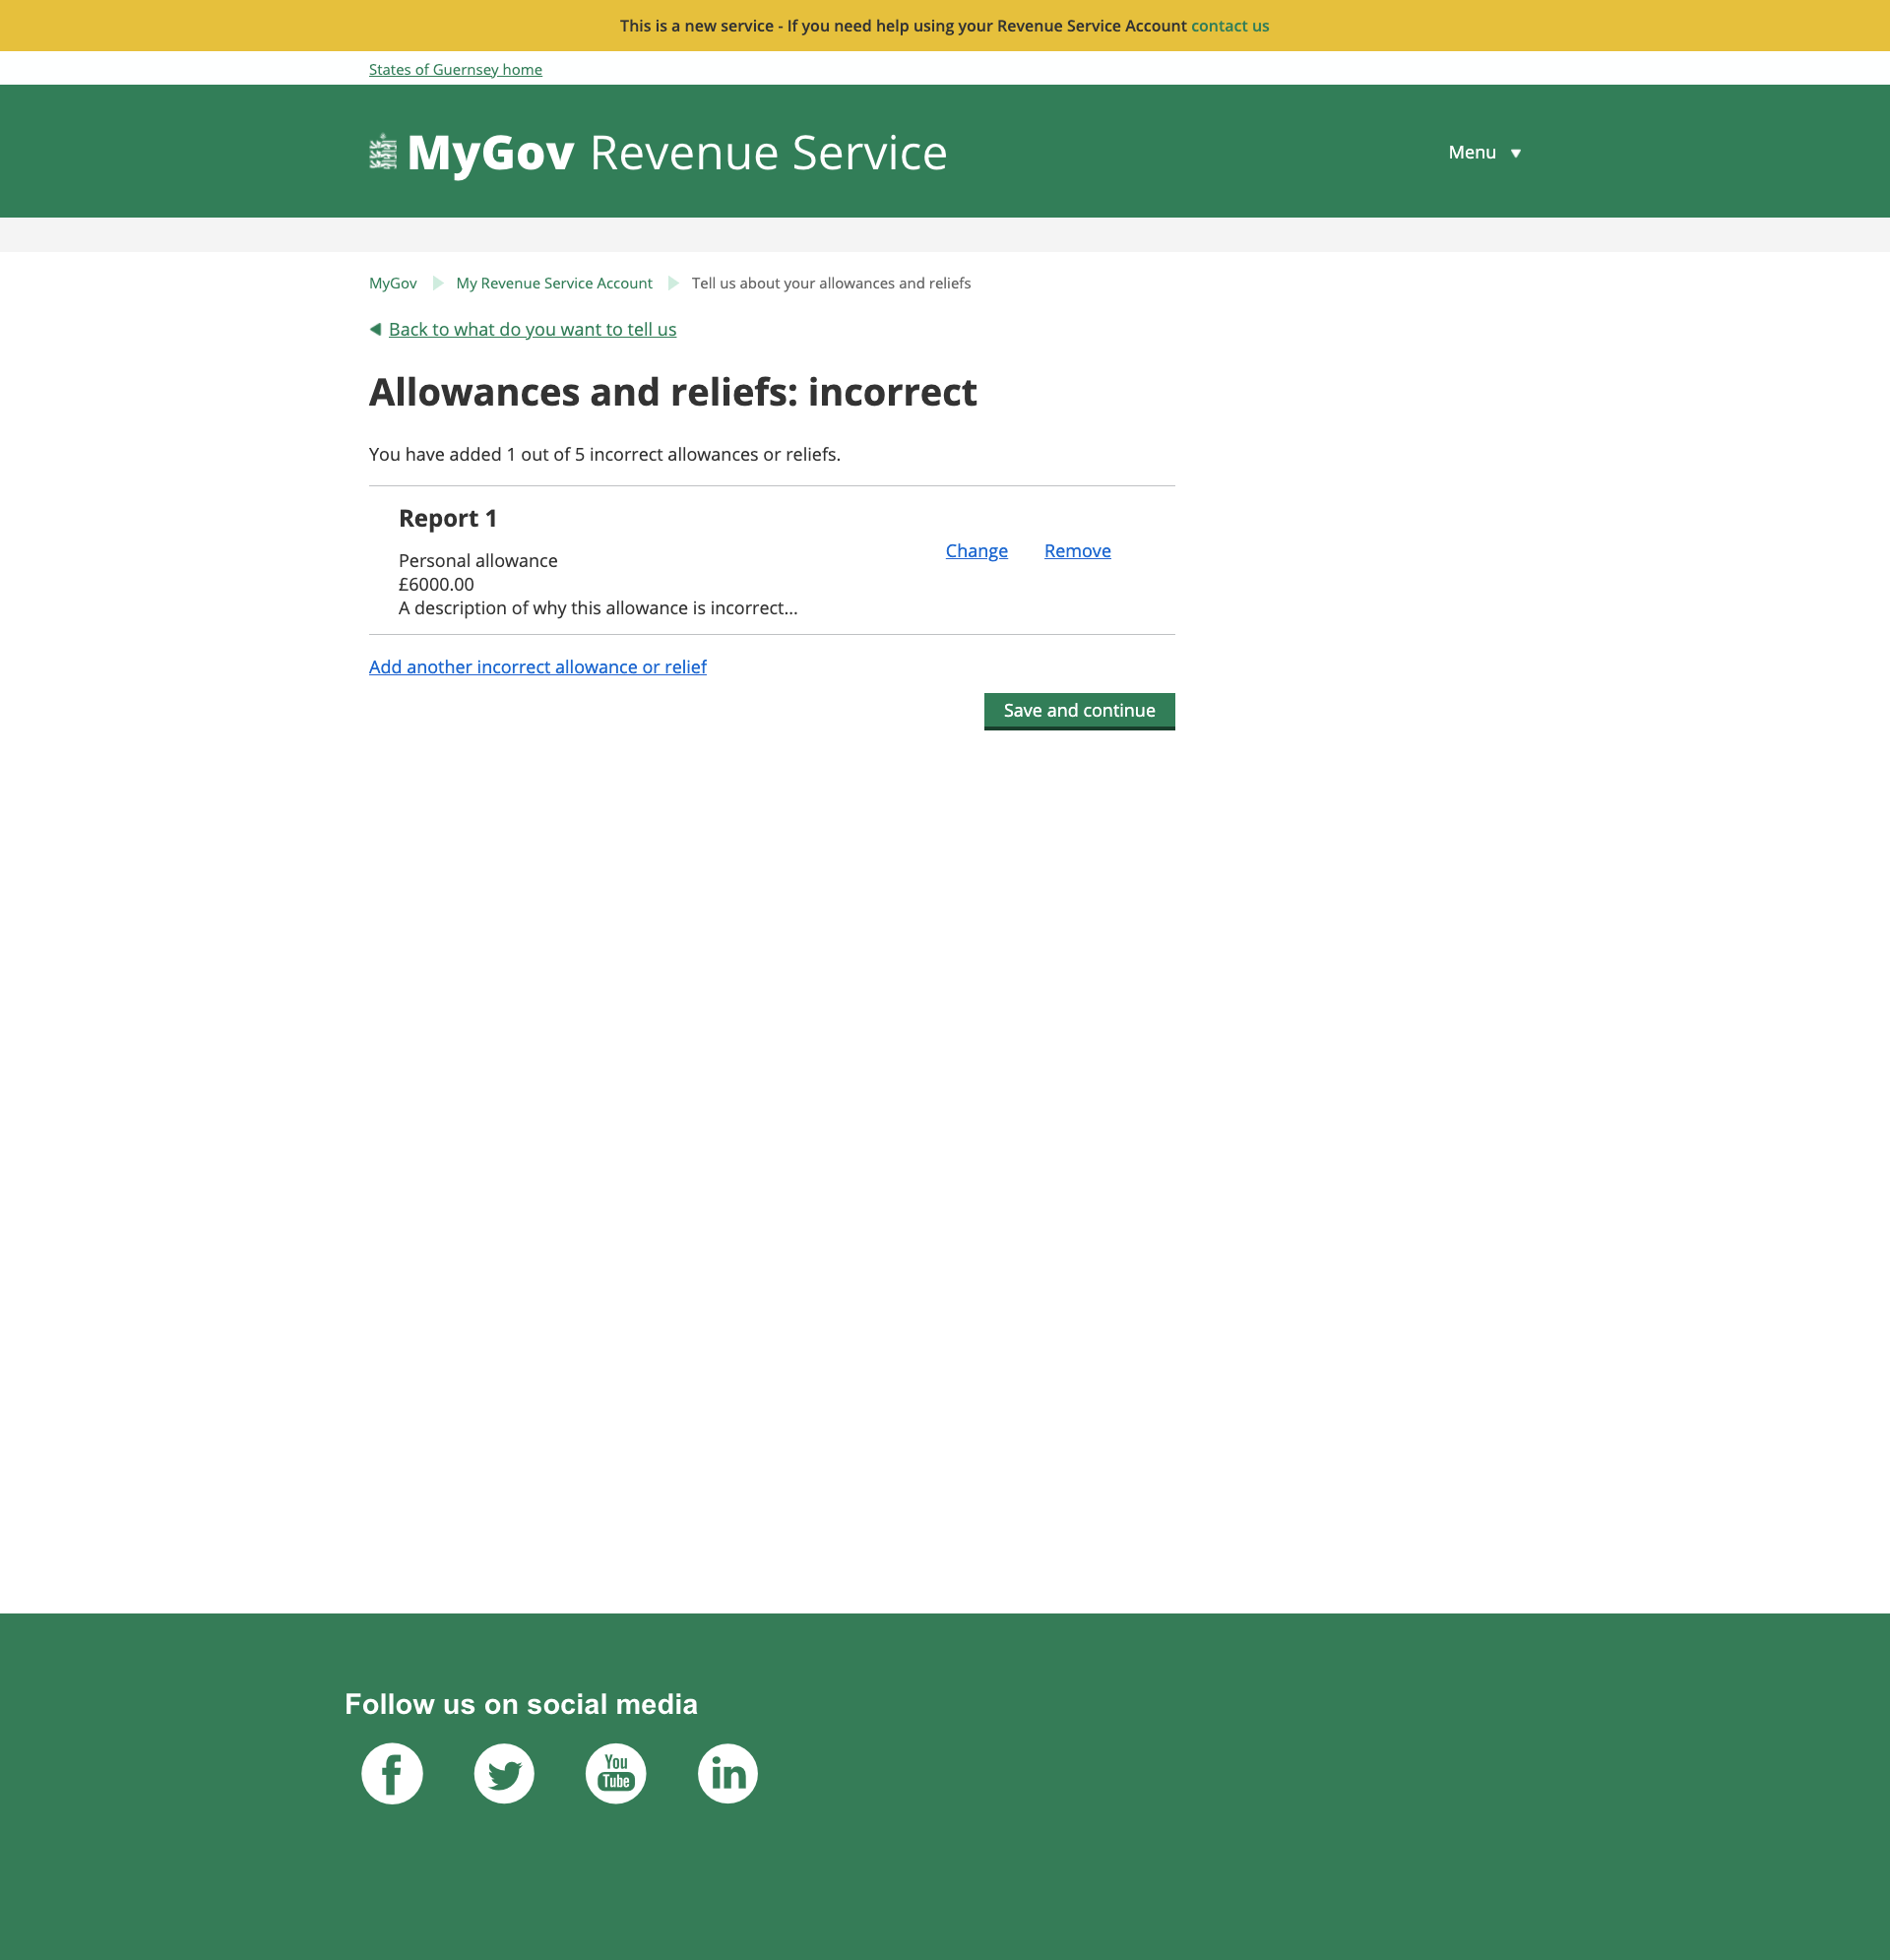 This is a new service - If you need help using your Revenue Service Account contact us
States of Guernsey home
MyGov Revenue Service
Menu
MyGov
My Revenue Service Account
Tell us about your allowances and reliefs
Back to what do you want to tell us
Allowances and reliefs: incorrect
You have added 1 out of 5 incorrect allowances or reliefs.
Report 1
Change
Remove
Personal allowance
£6000.00
A description of why this allowance is incorrect...
Add another incorrect allowance or relief
Save and continue
Follow us on social media
f
You
Tube
in